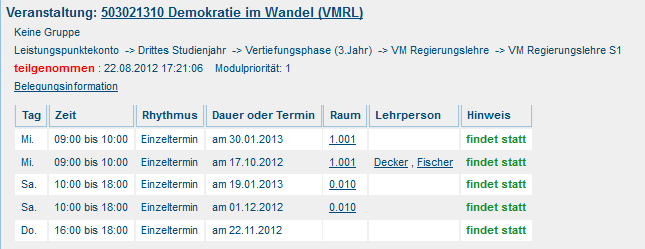 Veranstaltung: 503021310 Demokratie im Wandel (VMRL)
Keine Gruppe
Leistungspunktekonto -> Drittes Studienjahr -> Vertiefungsphase (3.Jahr) -> VM Regierungslehre -> VM Regierungslehre S1
teilgenommen : 22.08.2012 17:21:06 Modulpriorität: 1
Belegungsinformation
Tag Zeit Rhythmus Dauer oder Termin Raum Lehrperson Hinweis
Mi. 09:00 bis 10:00 Einzeltermin am 30.01.2013 1.001 findet statt
Mi. 09:00 bis 10:00 Einzeltermin am 17.10.2012 1.001 Decker , Fischer findet statt
Sa. 10:00 bis 18:00 Einzeltermin am 19.01.2013 0.010 findet statt
Sa. 10:00 bis 18:00 Einzeltermin am 01.12.2012 0.010 findet statt
Do. 16:00 bis 18:00 Einzeltermin am 22.11.2012 findet statt